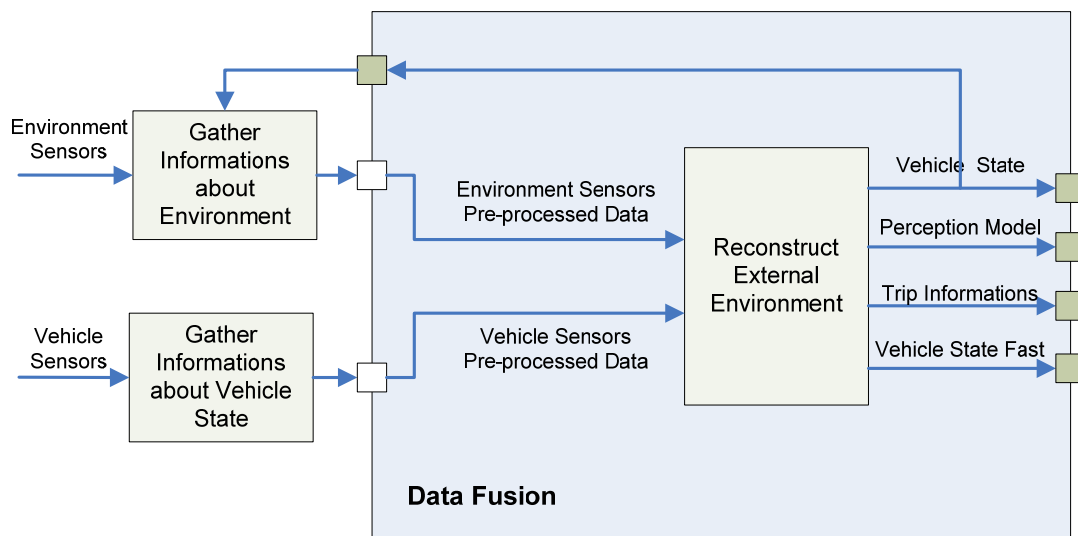 Environment
Sensors
Gather
Informations
about
Environment
Vehicle
Sensors
Gather
Informations
about Vehicle
State
Environment Sensors
Pre-processed Data
Vehicle Sensors
Pre-processed Data
Reconstruct
External
Environment
Vehicle State
Perception Model
Trip Informations
Vehicle State Fast
Data Fusion